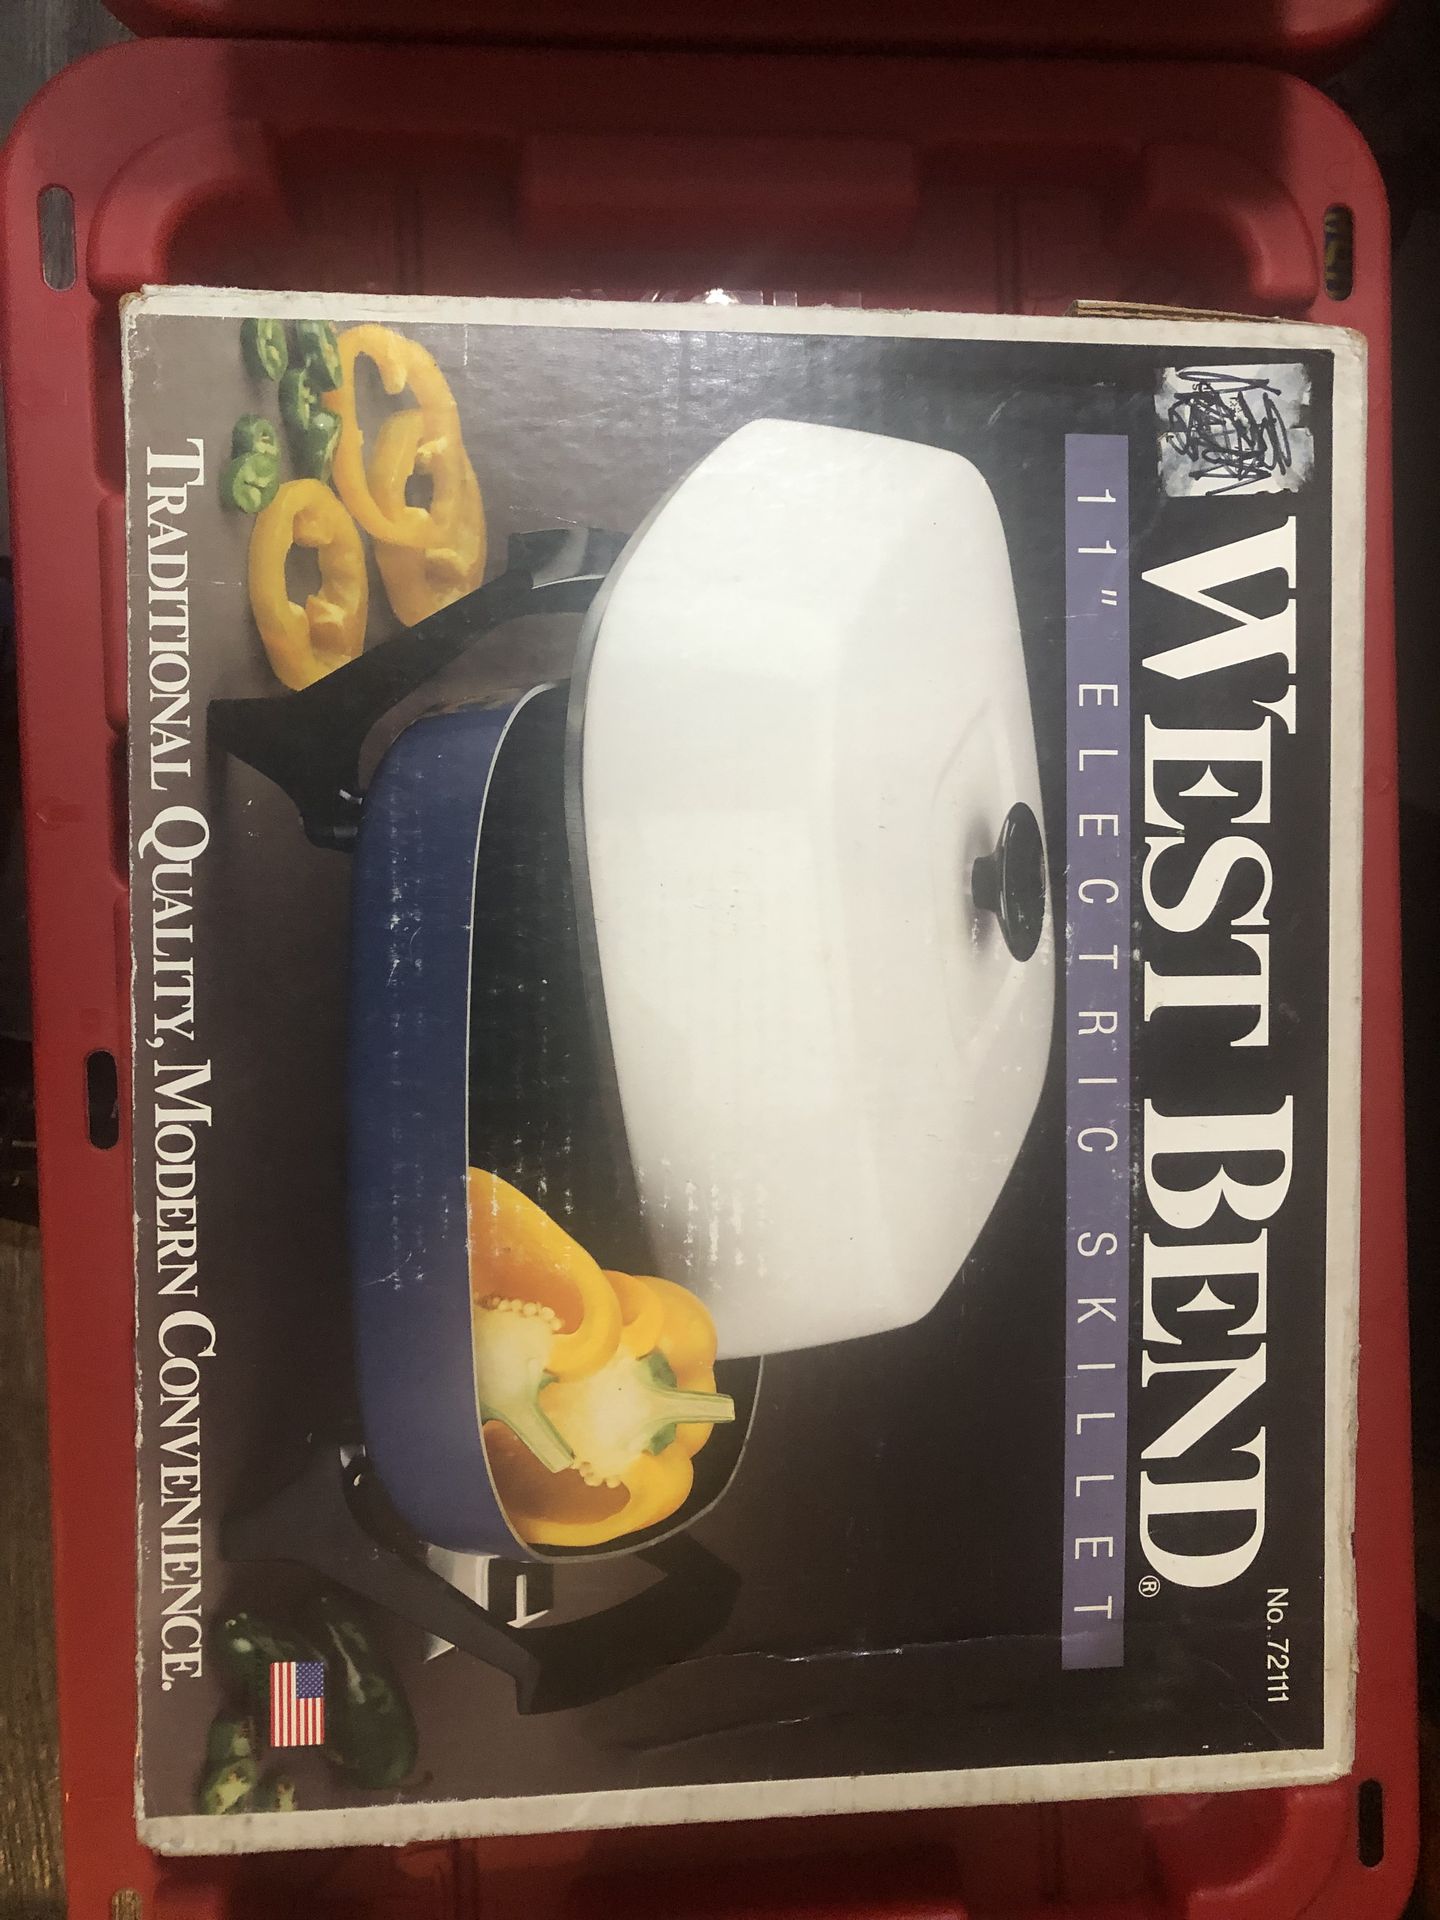 No. 72111
WEST BEND®
11" ELECTRIC SKILLET
TRADITIONAL QUALITY, MODERN CONVENIENCE.